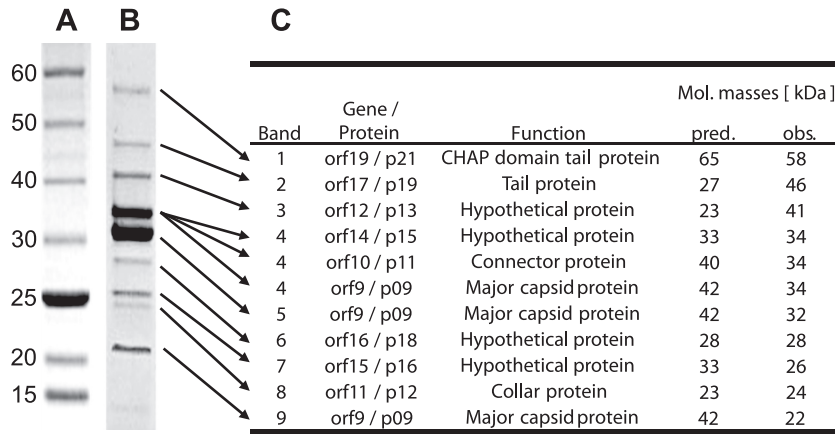 A B C
Mol. masses [ kDa ]
Gene /
Band Protein Function pred. obs.
60
50
40
30
25
20
15
1 orf19 / p21 CHAP domain tail protein 65 58
2 orf17 / p19 Tail protein 27 46
3 orf12 / p13 Hypothetical protein 23 41
4 orf14 / p15 Hypothetical protein 33 34
4 orf10 / p11 Connector protein 40 34
4 orf9 / p09 Major capsid protein 42 34
5 orf9 / p09 Major capsid protein 42 32
6 orf16 / p18 Hypothetical protein 28 28
7 orf15 / p16 Hypothetical protein 33 26
8 orf11 / p12 Collar protein 23 24
9 orf9 / p09 Major capsid protein 42 22